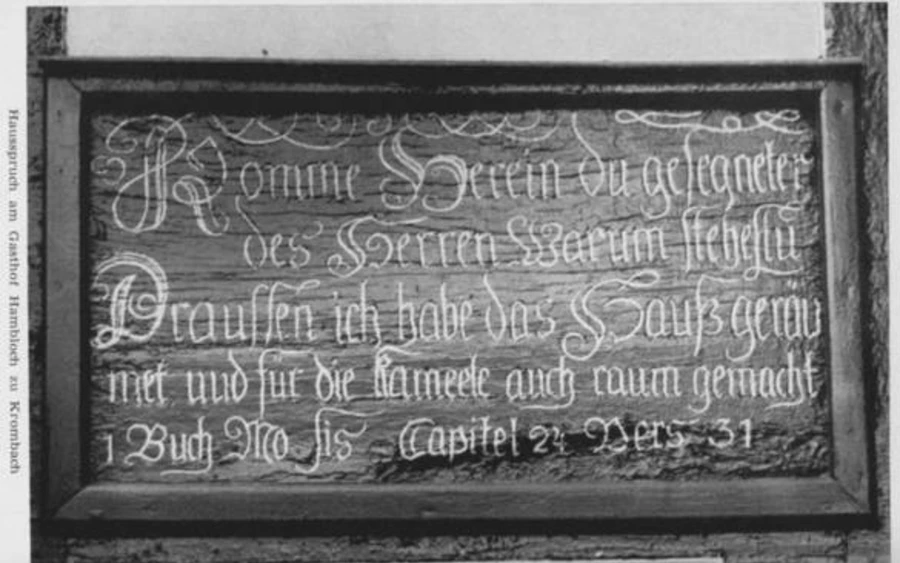 Komme Herein du geſegneter
des Herren Warum ſteheſtu
Drauſſen ich habe das Hauß geräu
met und für die Kameele auch raum gemacht
1 Buch Mo ſis Capitel 24 Vers 31
Hausspruch am Gasthof Hambloch zu Krombach